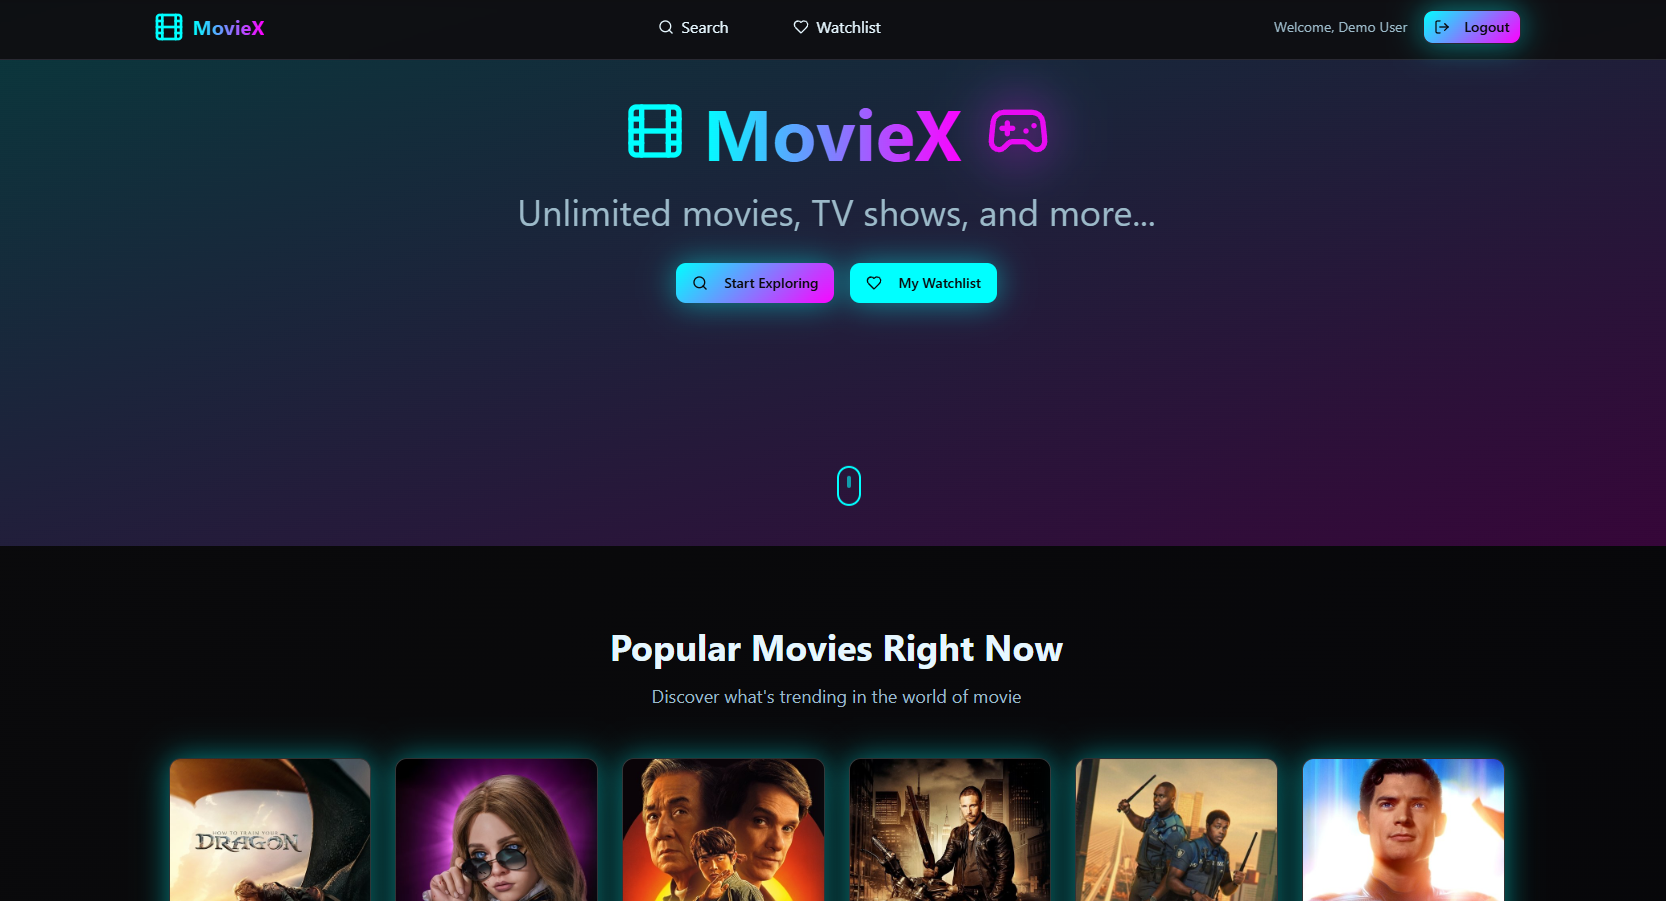 MovieX
Search
Watchlist
Welcome, Demo User
Logout
MovieX
Unlimited movies, TV shows, and more...
Start Exploring
My Watchlist
Popular Movies Right Now
Discover what's trending in the world of movie
HOW TO TRAIN YOUR
DRAGON